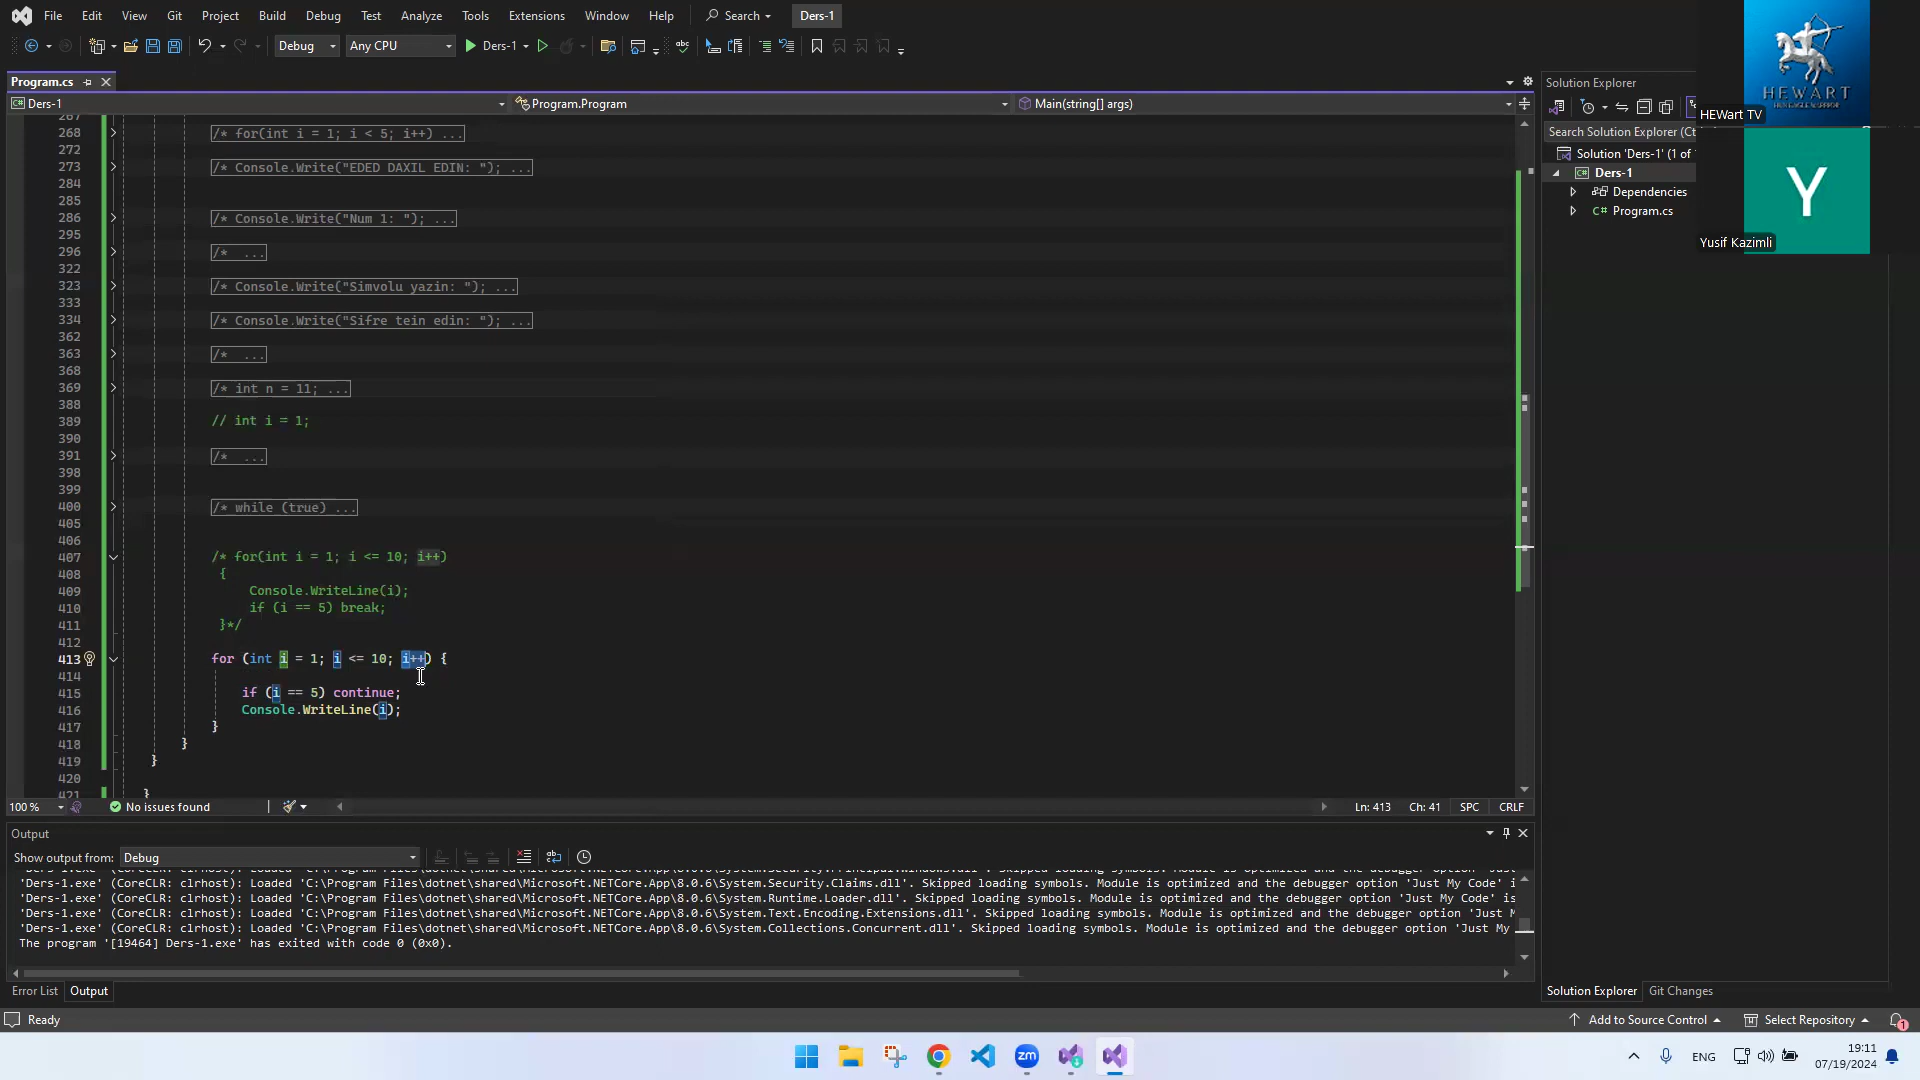 File Edit View Git Project Build Debug Test Analyze Tools Extensions Window Help Search Ders-1
Debug Any CPU Ders-1
Program.cs
Ders-1 Program.Program Main(string[] args)
267
268 /* for(int i = 1; i < 5; i++) ...
272
273 /* Console.Write("EDED DAXIL EDIN: "); ...
284
285
286 /* Console.Write("Num 1: "); ...
295
296 /* ...
322
323 /* Console.Write("Simvolu yazin: "); ...
333
334 /* Console.Write("Sifre tein edin: "); ...
362
363 /* ...
368
369 /* int n = 11; ...
388
389 // int i = 1;
390
391 /* ...
398
399
400 /* while (true) ...
405
406
407 /* for(int i = 1; i <= 10; i++)
408 {
409 Console.WriteLine(i);
410 if (i == 5) break;
411 }*/
412
413 for (int i = 1; i <= 10; i++) {
414
415 if (i == 5) continue;
416 Console.WriteLine(i);
417 }
418 }
419 }
420
421 }
100 % No issues found Ln: 413 Ch: 41 SPC CRLF
Output
Show output from: Debug
'Ders-1.exe' (CoreCLR: clrhost): Loaded 'C:\Program Files\dotnet\shared\Microsoft.NETCore.App\8.0.6\System.Security.Claims.dll'. Skipped loading symbols. Module is optimized and the debugger option 'Just My Code' i
'Ders-1.exe' (CoreCLR: clrhost): Loaded 'C:\Program Files\dotnet\shared\Microsoft.NETCore.App\8.0.6\System.Runtime.Loader.dll'. Skipped loading symbols. Module is optimized and the debugger option 'Just My Code' is
'Ders-1.exe' (CoreCLR: clrhost): Loaded 'C:\Program Files\dotnet\shared\Microsoft.NETCore.App\8.0.6\System.Text.Encoding.Extensions.dll'. Skipped loading symbols. Module is optimized and the debugger option 'Just M
'Ders-1.exe' (CoreCLR: clrhost): Loaded 'C:\Program Files\dotnet\shared\Microsoft.NETCore.App\8.0.6\System.Collections.Concurrent.dll'. Skipped loading symbols. Module is optimized and the debugger option 'Just My
The program '[19464] Ders-1.exe' has exited with code 0 (0x0).
Error List Output
Solution Explorer
Search Solution Explorer (Ct
Solution 'Ders-1' (1 of
Ders-1
Dependencies
C# Program.cs
Solution Explorer Git Changes
HEWART
HEWart TV
Y
Yusif Kazimli
Ready Add to Source Control Select Repository 1
zm
ENG 19:11
07/19/2024